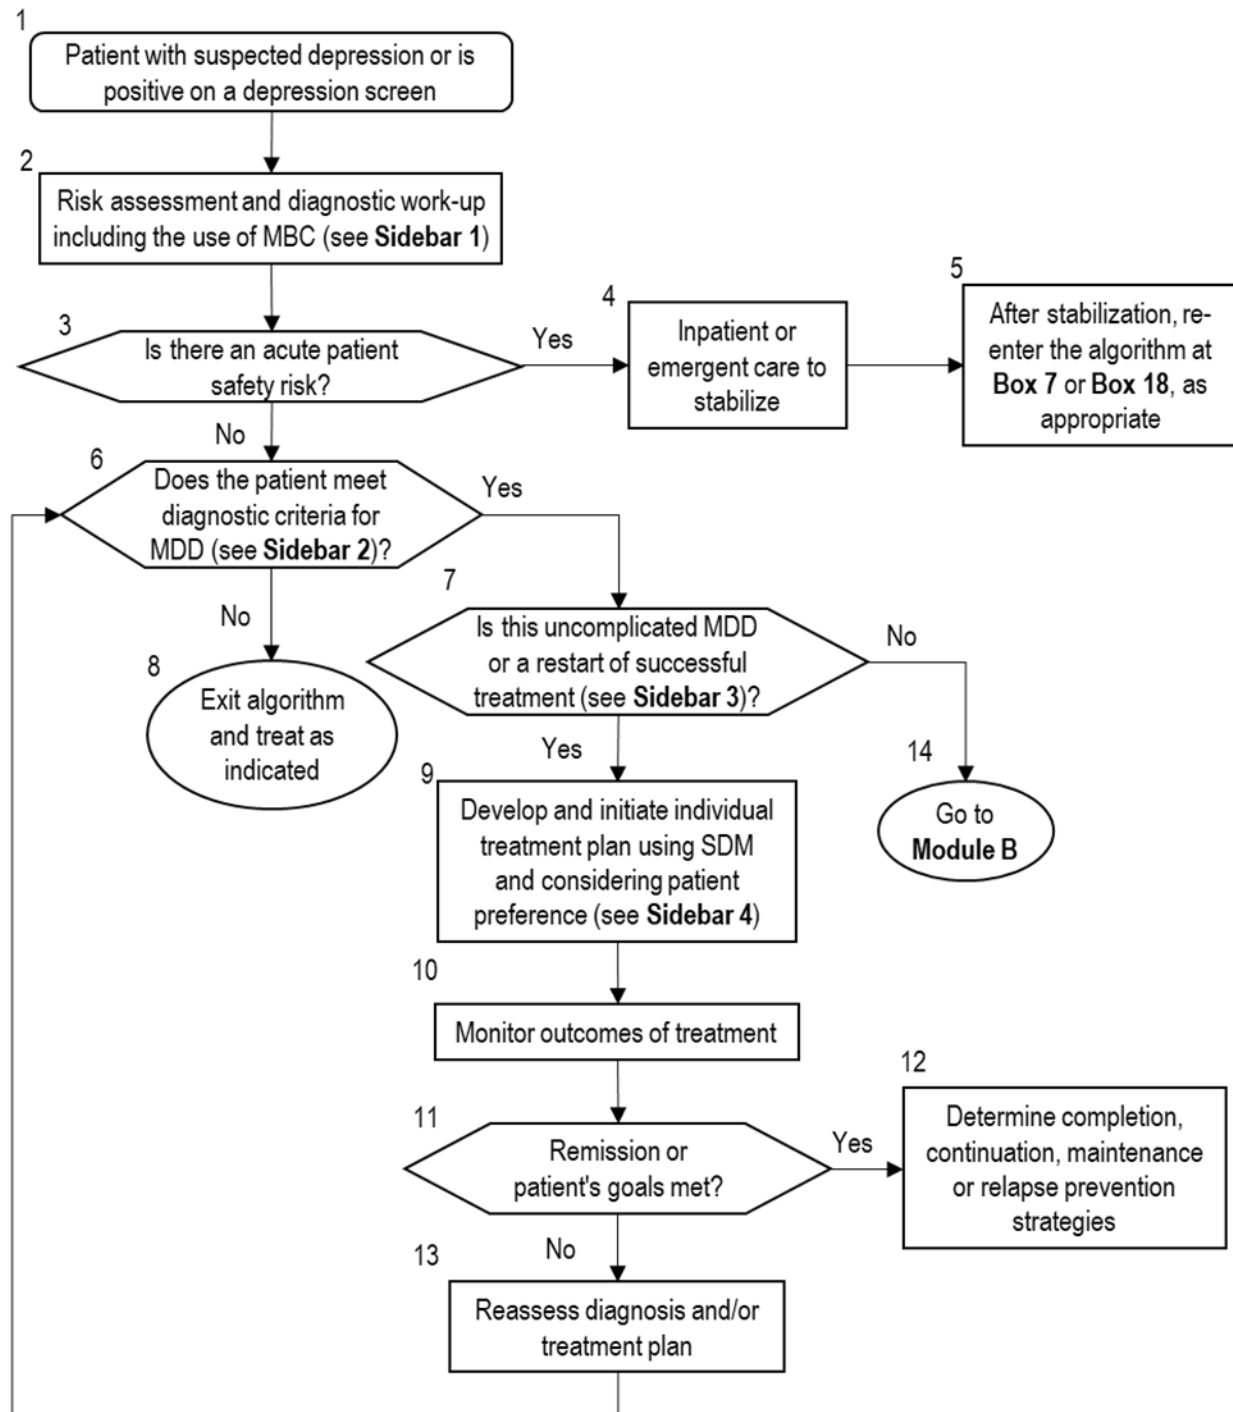 1
Patient with suspected depression or is
positive on a depression screen
2
Risk assessment and diagnostic work-up
including the use of MBC (see Sidebar 1)
3
Is there an acute patient
safety risk?
Yes
4
Inpatient or
emergent care to
stabilize
5
After stabilization, re-
enter the algorithm at
Box 7 or Box 18, as
appropriate
No
6
Does the patient meet
diagnostic criteria for
MDD (see Sidebar 2)?
Yes
No
7
Is this uncomplicated MDD
or a restart of successful
treatment (see Sidebar 3)?
No
8
Exit algorithm
and treat as
indicated
Yes
9
Develop and initiate individual
treatment plan using SDM
and considering patient
preference (see Sidebar 4)
14
Go to
Module B
10
Monitor outcomes of treatment
11
Remission or
patient's goals met?
Yes
12
Determine completion,
continuation, maintenance
or relapse prevention
strategies
No
13
Reassess diagnosis and/or
treatment plan